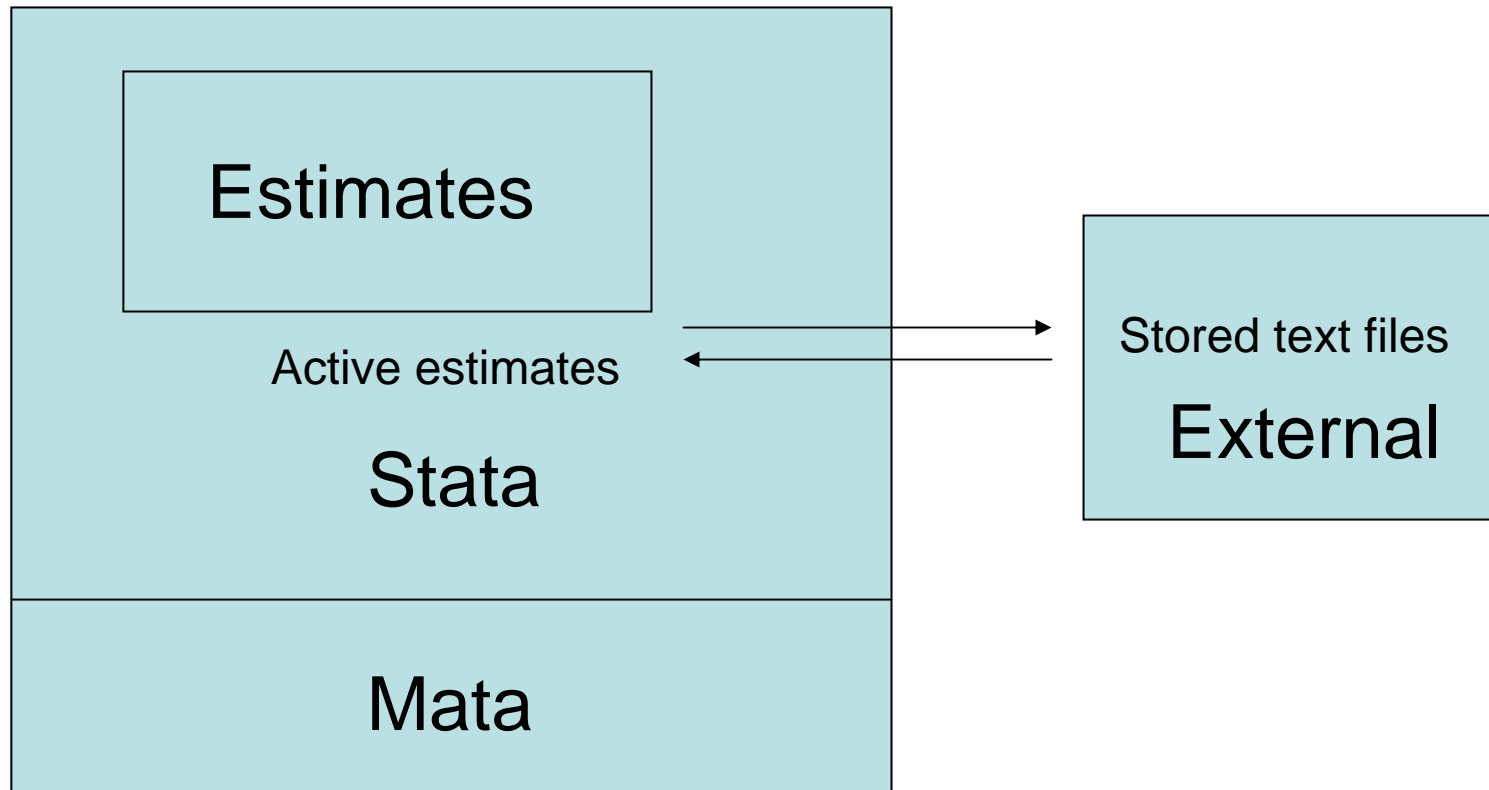 Estimates
Active estimates
Stata
Mata
Stored text files
External